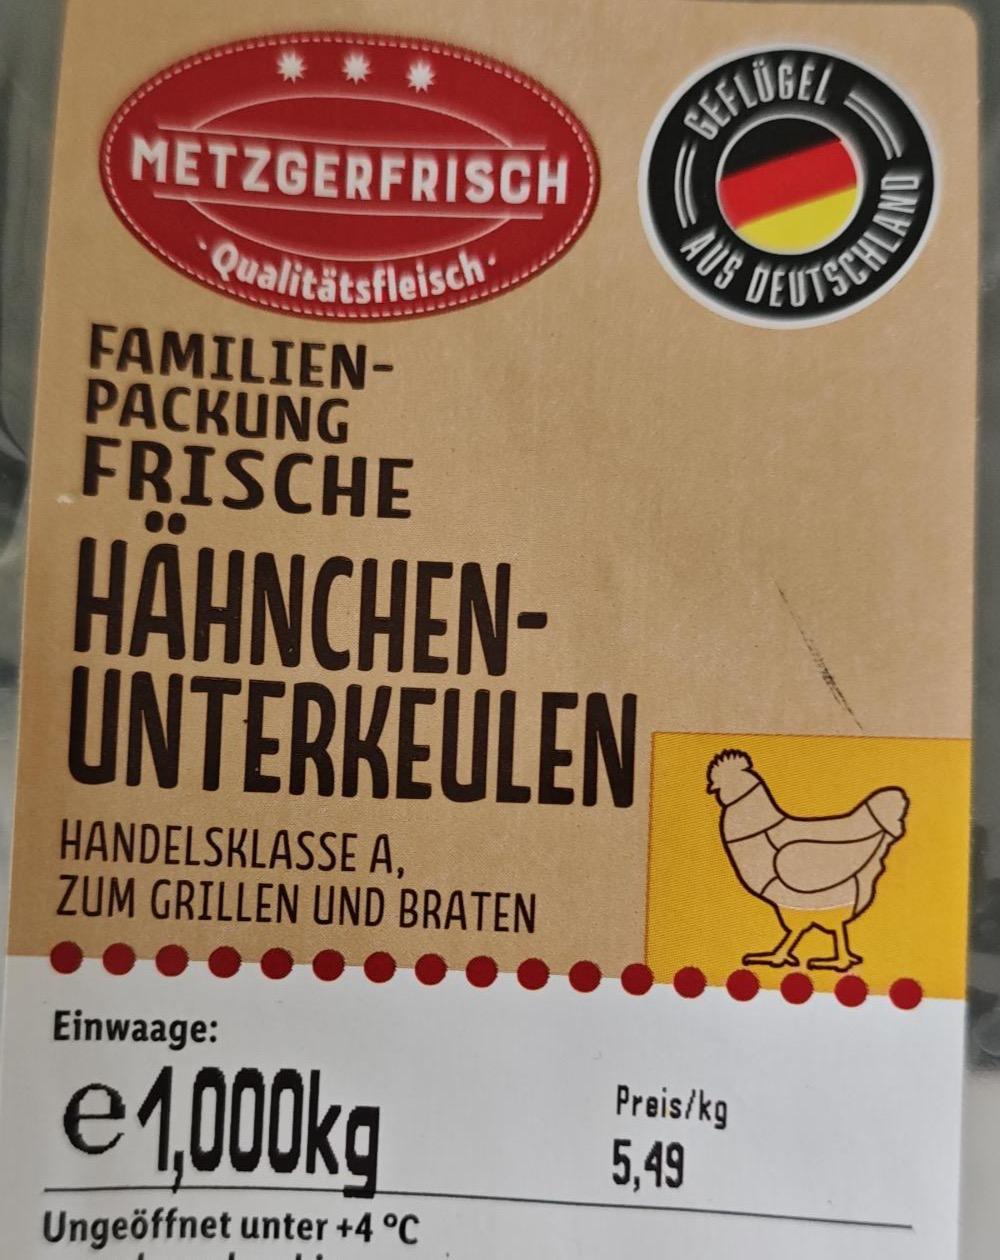 METZGERFRISCH
· Qualitätsfleisch ·
GEFLÜGEL
AUS DEUTSCHLAND
FAMILIEN-
PACKUNG
FRISCHE
HÄHNCHEN-
UNTERKEULEN
HANDELSKLASSE A,
ZUM GRILLEN UND BRATEN
Einwaage:
℮1,000kg
Preis/kg
5,49
Ungeöffnet unter +4 °C